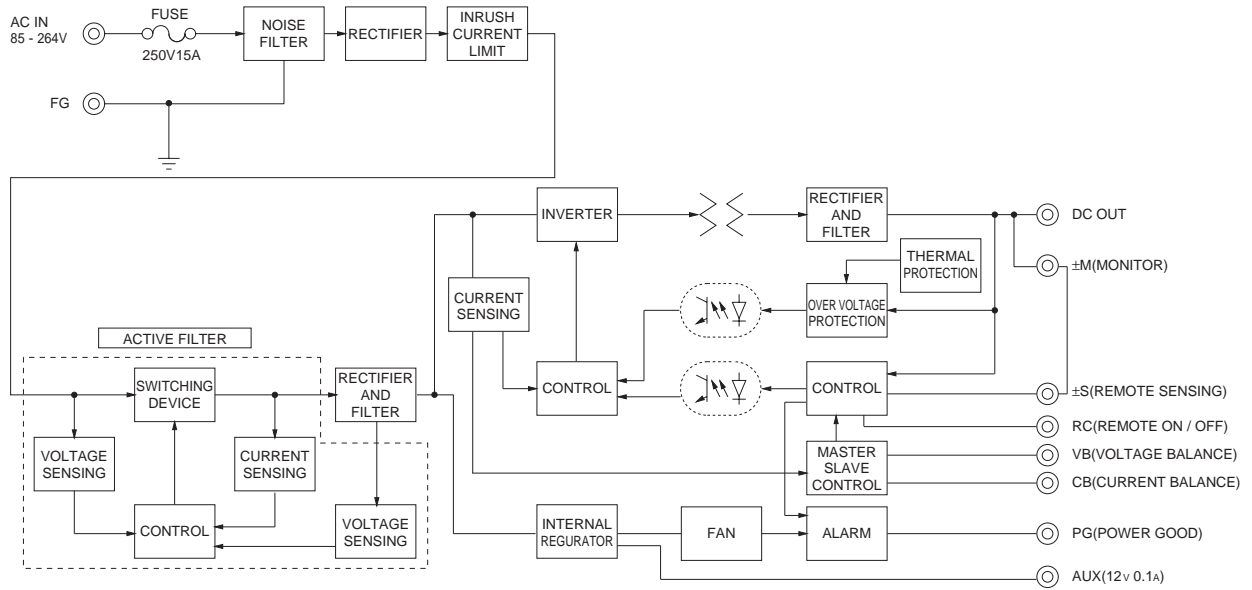 AC IN
85 - 264V
FUSE
250V15A
NOISE
FILTER
RECTIFIER
INRUSH
CURRENT
LIMIT
FG
INVERTER
RECTIFIER
AND
FILTER
DC OUT
THERMAL
PROTECTION
±M(MONITOR)
CURRENT
SENSING
OVER VOLTAGE
PROTECTION
ACTIVE FILTER
SWITCHING
DEVICE
RECTIFIER
AND
FILTER
CONTROL
CONTROL
±S(REMOTE SENSING)
RC(REMOTE ON / OFF)
VOLTAGE
SENSING
CURRENT
SENSING
MASTER
SLAVE
CONTROL
VB(VOLTAGE BALANCE)
CB(CURRENT BALANCE)
CONTROL
VOLTAGE
SENSING
INTERNAL
REGURATOR
FAN
ALARM
PG(POWER GOOD)
AUX(12V 0.1A)